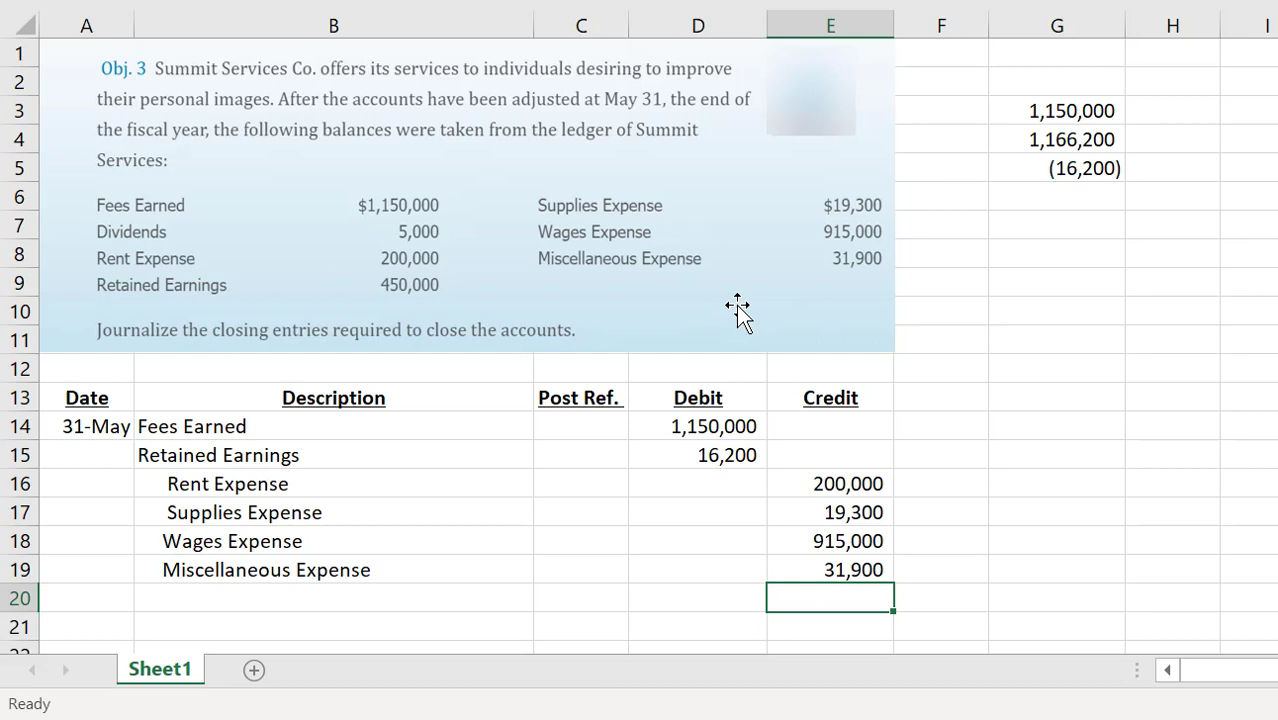 A B C D E F G H I
1
Obj. 3 Summit Services Co. offers its services to individuals desiring to improve
2
their personal images. After the accounts have been adjusted at May 31, the end of
3 1,150,000
the fiscal year, the following balances were taken from the ledger of Summit
4 1,166,200
Services:
5 (16,200)
6 Fees Earned $1,150,000 Supplies Expense $19,300
7 Dividends 5,000 Wages Expense 915,000
8 Rent Expense 200,000 Miscellaneous Expense 31,900
9 Retained Earnings 450,000
10
11 Journalize the closing entries required to close the accounts.
12
13 Date Description Post Ref. Debit Credit
14 31-May Fees Earned 1,150,000
15 Retained Earnings 16,200
16 Rent Expense 200,000
17 Supplies Expense 19,300
18 Wages Expense 915,000
19 Miscellaneous Expense 31,900
20
21
22
Sheet1
Ready